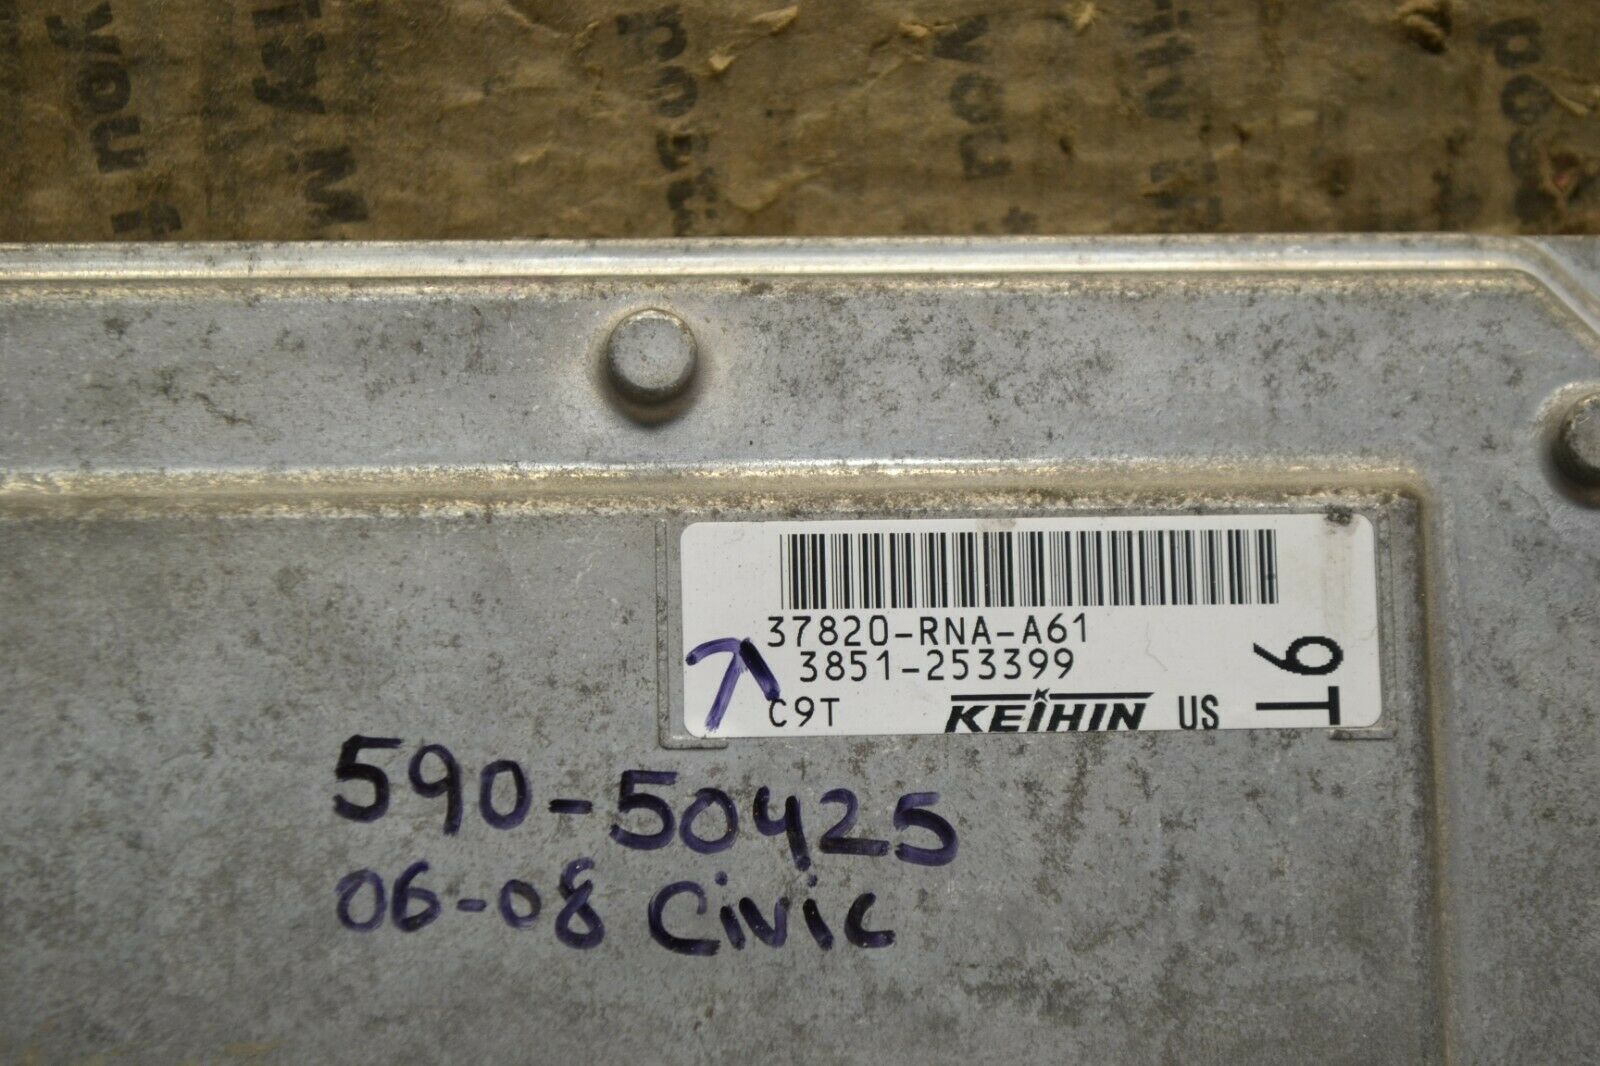 37820-RNA-A61
3851-253399
C9T KEIHIN US
9T
590-50425
06-08 Civic